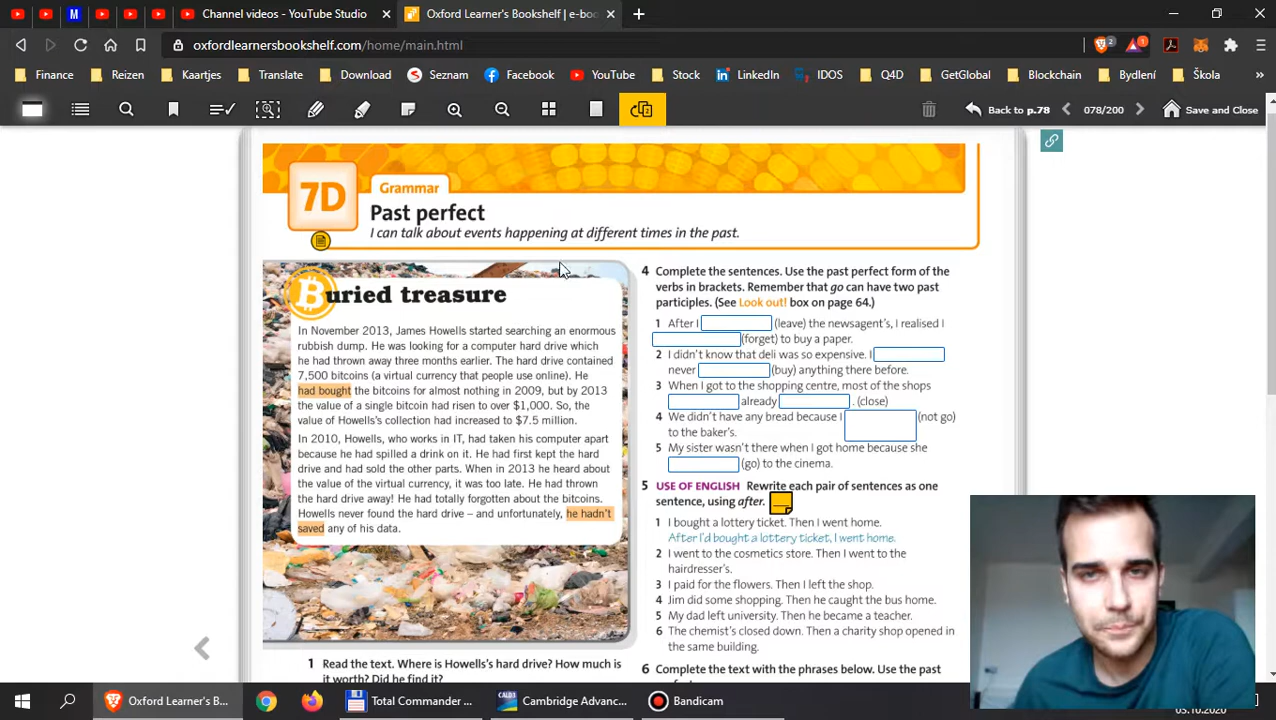 Channel videos - YouTube Studio
Oxford Learner's Bookshelf | e-boo
oxfordlearnersbookshelf.com/home/main.html
2
1
Finance
Reizen
Kaartjes
Translate
Download
Seznam
Facebook
YouTube
Stock
LinkedIn
IDOS
Q4D
GetGlobal
Blockchain
Bydlení
Škola
»
Back to p.78
078/200
Save and Close
7D
Grammar
Past perfect
I can talk about events happening at different times in the past.
Buried treasure
In November 2013, James Howells started searching an enormous
rubbish dump. He was looking for a computer hard drive which
he had thrown away three months earlier. The hard drive contained
7,500 bitcoins (a virtual currency that people use online). He
had bought the bitcoins for almost nothing in 2009, but by 2013
the value of a single bitcoin had risen to over $1,000. So, the
value of Howells's collection had increased to $7.5 million.
In 2010, Howells, who works in IT, had taken his computer apart
because he had spilled a drink on it. He had first kept the hard
drive and had sold the other parts. When in 2013 he heard about
the value of the virtual currency, it was too late. He had thrown
the hard drive away! He had totally forgotten about the bitcoins.
Howells never found the hard drive – and unfortunately, he hadn't
saved any of his data.
1 Read the text. Where is Howells's hard drive? How much is
it worth? Did he find it?
4 Complete the sentences. Use the past perfect form of the
verbs in brackets. Remember that go can have two past
participles. (See Look out! box on page 64.)
1 After I (leave) the newsagent's, I realised I
(forget) to buy a paper.
2 I didn't know that deli was so expensive. I
never (buy) anything there before.
3 When I got to the shopping centre, most of the shops
already . (close)
4 We didn't have any bread because I (not go)
to the baker's.
5 My sister wasn't there when I got home because she
(go) to the cinema.
5 USE OF ENGLISH Rewrite each pair of sentences as one
sentence, using after.
1 I bought a lottery ticket. Then I went home.
After I'd bought a lottery ticket, I went home.
2 I went to the cosmetics store. Then I went to the
hairdresser's.
3 I paid for the flowers. Then I left the shop.
4 Jim did some shopping. Then he caught the bus home.
5 My dad left university. Then he became a teacher.
6 The chemist's closed down. Then a charity shop opened in
the same building.
6 Complete the text with the phrases below. Use the past
Oxford Learner's B...
Total Commander ...
CALD3
Cambridge Advanc...
Bandicam
03.10.2020